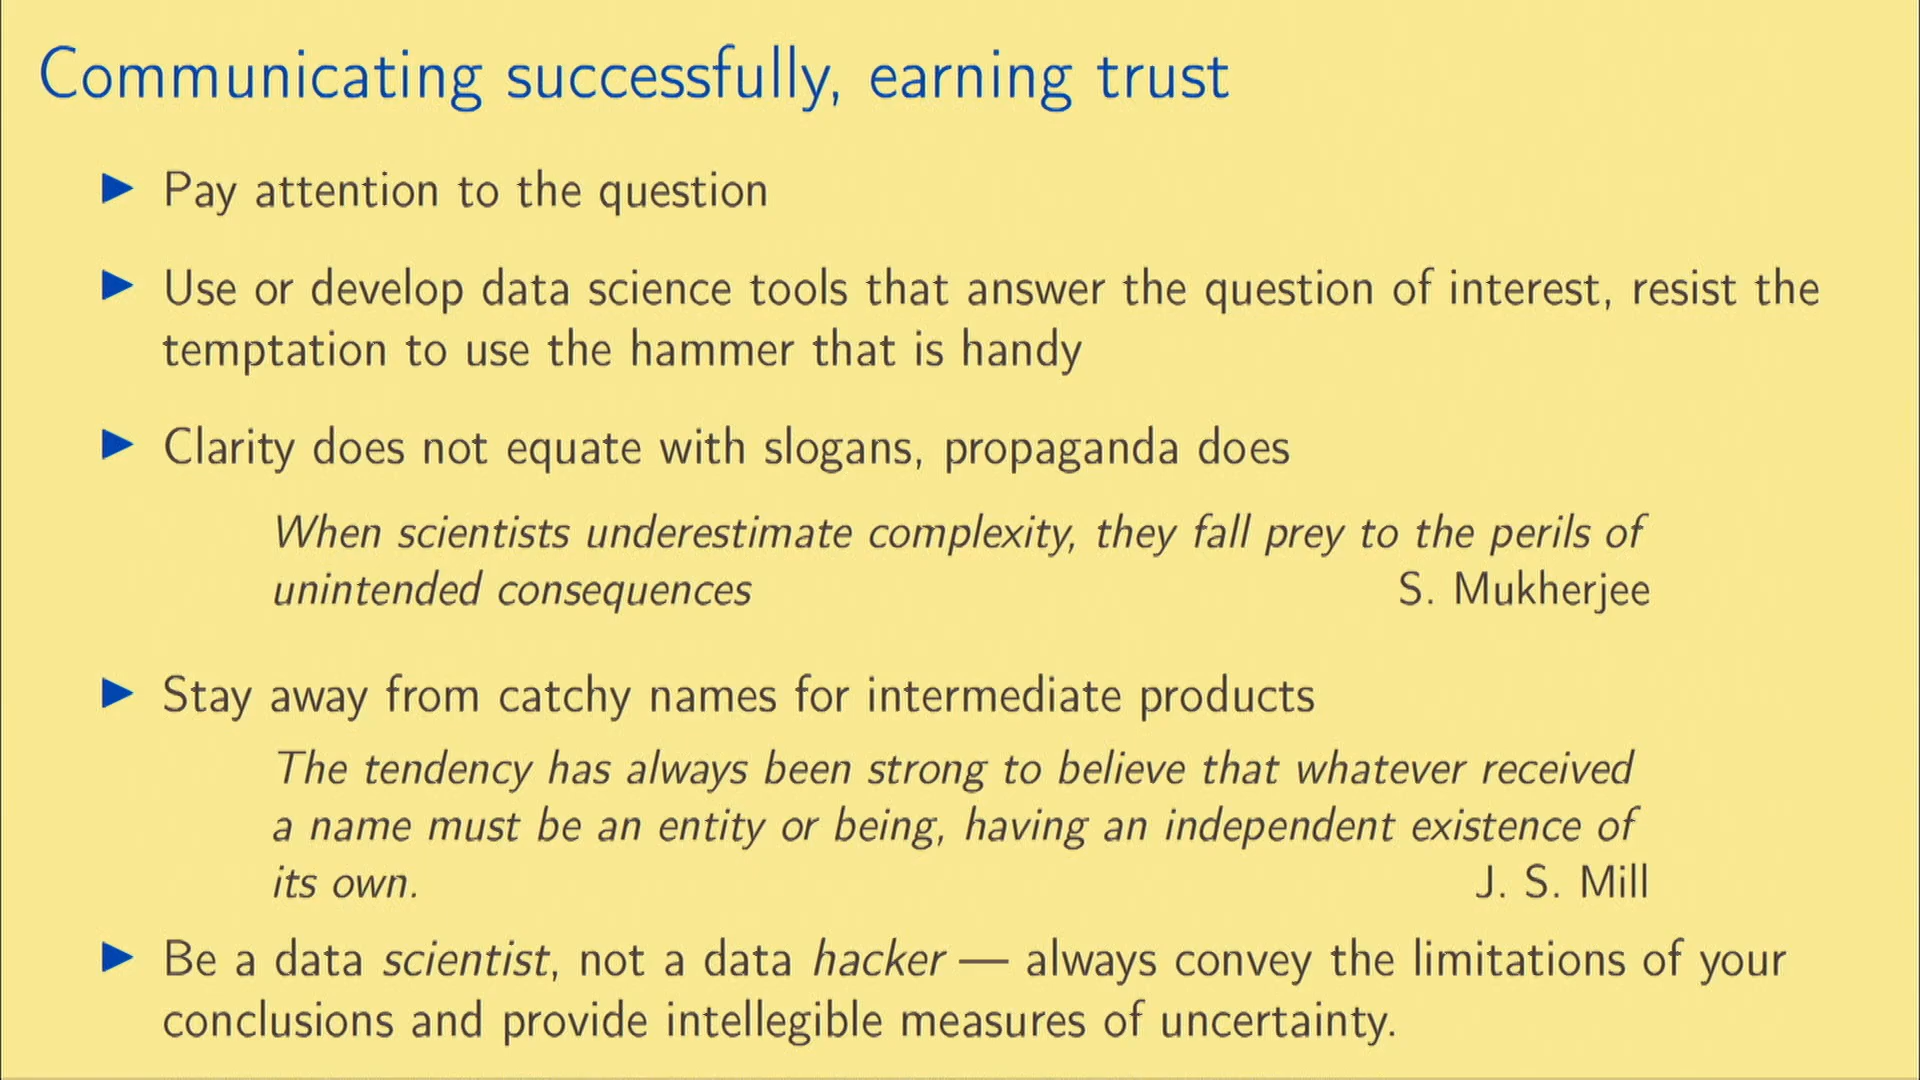 Communicating successfully, earning trust
▶ Pay attention to the question
▶ Use or develop data science tools that answer the question of interest, resist the
temptation to use the hammer that is handy
▶ Clarity does not equate with slogans, propaganda does
When scientists underestimate complexity, they fall prey to the perils of
unintended consequences S. Mukherjee
▶ Stay away from catchy names for intermediate products
The tendency has always been strong to believe that whatever received
a name must be an entity or being, having an independent existence of
its own. J. S. Mill
▶ Be a data scientist, not a data hacker — always convey the limitations of your
conclusions and provide intellegible measures of uncertainty.